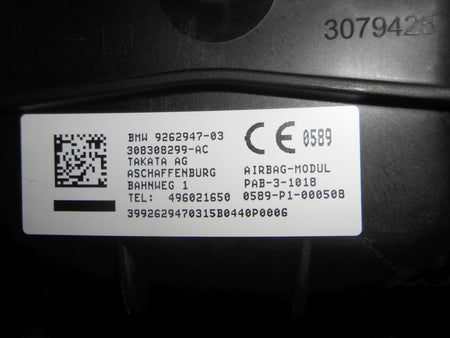 3079425
BMW 9262947-03
308308299-AC
TAKATA AG
ASCHAFFENBURG
BAHNWEG 1
TEL: 496021650
CE 0589
AIRBAG-MODUL
PAB-3-1018
0589-P1-000508
3992629470315B0440P0006